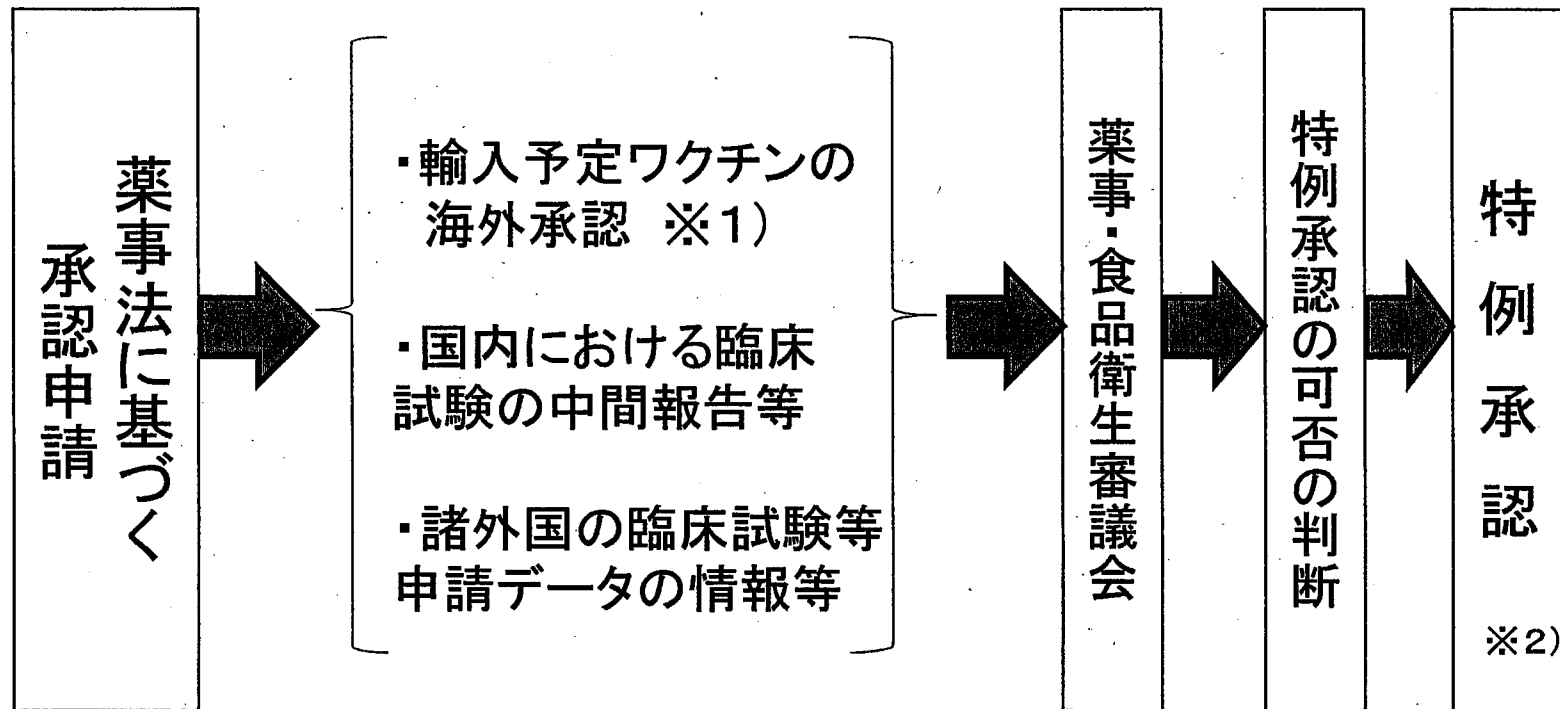 薬事法に基づく
承認申請
・輸入予定ワクチンの
海外承認 ※1)
・国内における臨床
試験の中間報告等
・諸外国の臨床試験等
申請データの情報等
薬事・食品衛生審議会
特例承認の可否の判断
特例承認
※2)